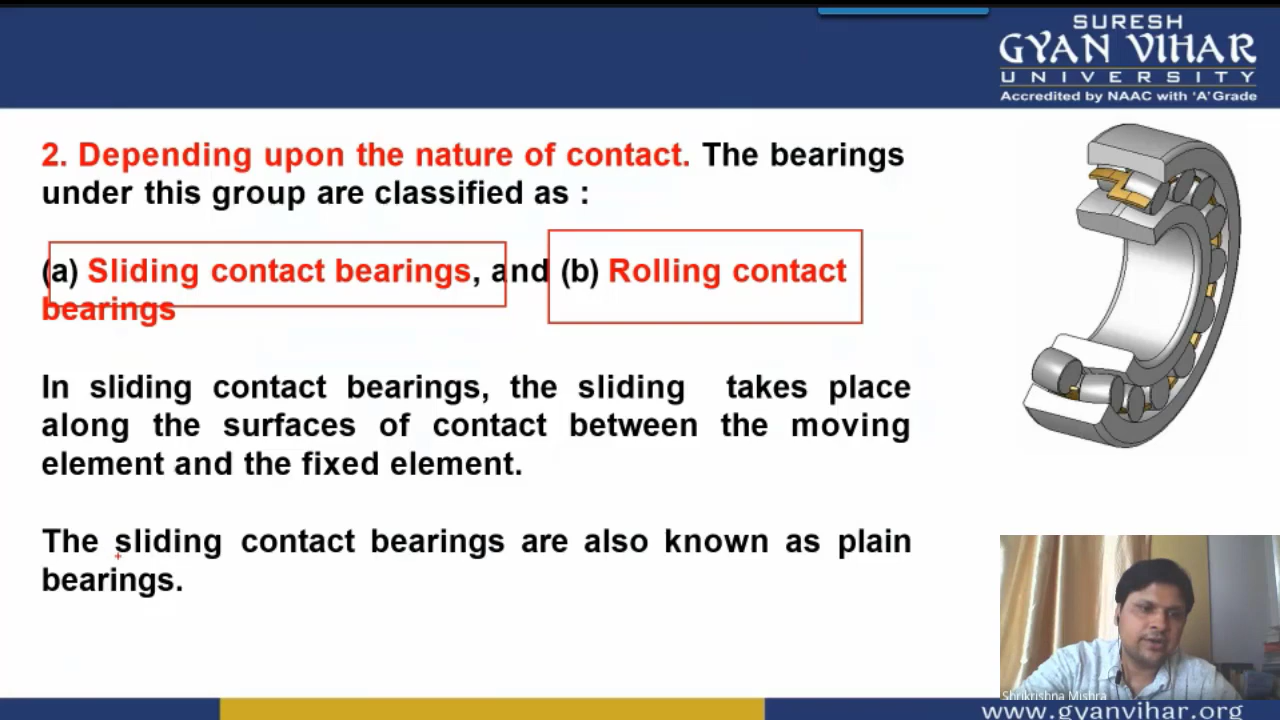 SURESH
GYAN VIHAR
UNIVERSITY
Accredited by NAAC with 'A' Grade
2. Depending upon the nature of contact. The bearings
under this group are classified as :
(a) Sliding contact bearings, and (b) Rolling contact
bearings
In sliding contact bearings, the sliding takes place
along the surfaces of contact between the moving
element and the fixed element.
The sliding contact bearings are also known as plain
bearings.
Shrikrishna Mishra
www.gyanvihar.org